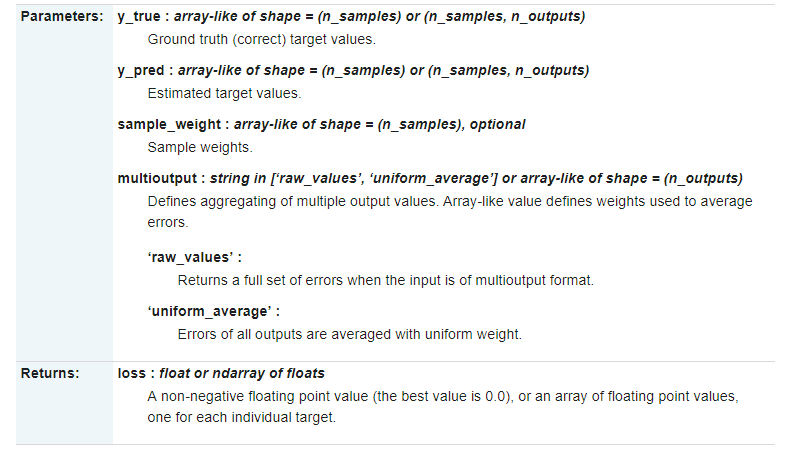 Parameters: y_true : array-like of shape = (n_samples) or (n_samples, n_outputs)
Ground truth (correct) target values.
y_pred : array-like of shape = (n_samples) or (n_samples, n_outputs)
Estimated target values.
sample_weight : array-like of shape = (n_samples), optional
Sample weights.
multioutput : string in [‘raw_values’, ‘uniform_average’] or array-like of shape = (n_outputs)
Defines aggregating of multiple output values. Array-like value defines weights used to average
errors.
‘raw_values’ :
Returns a full set of errors when the input is of multioutput format.
‘uniform_average’ :
Errors of all outputs are averaged with uniform weight.
Returns: loss : float or ndarray of floats
A non-negative floating point value (the best value is 0.0), or an array of floating point values,
one for each individual target.